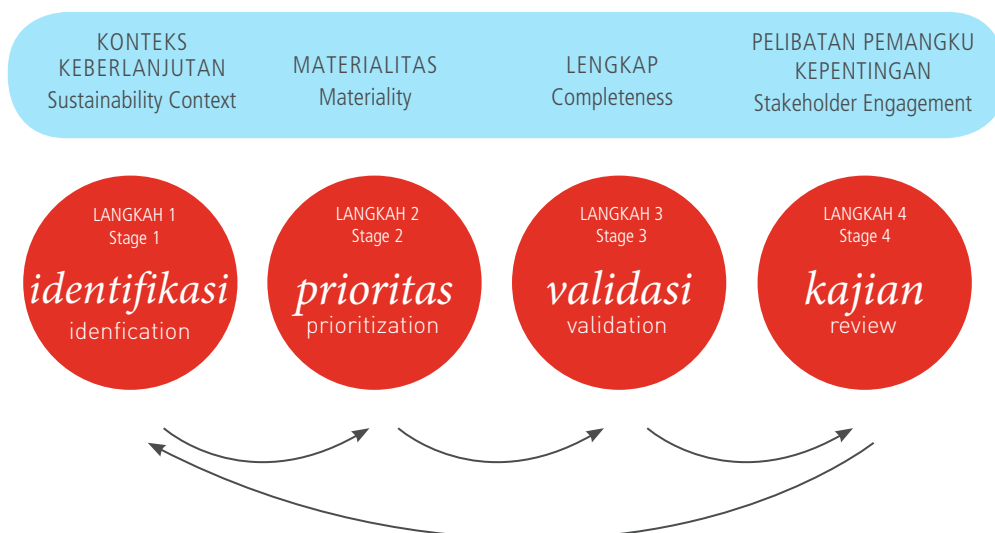 KONTEKS
KEBERLANJUTAN
Sustainability Context
MATERIALITAS
Materiality
LENGKAP
Completeness
PELIBATAN PEMANGKU
KEPENTINGAN
Stakeholder Engagement
LANGKAH 1
Stage 1
identifikasi
idenfication
LANGKAH 2
Stage 2
prioritas
prioritization
LANGKAH 3
Stage 3
validasi
validation
LANGKAH 4
Stage 4
kajian
review